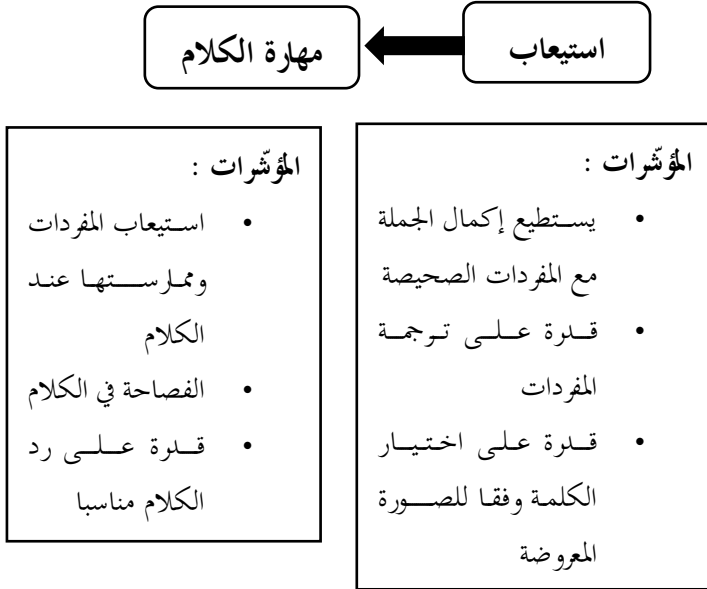 استيعاب
مهارة الكلام
المؤشّرات :
• يستطيع إكمال الجملة
مع المفردات الصحيصة
• قدرة على ترجمة
المفردات
• قدرة على اختيار
الكلمة وفقا للصورة
المعروضة
المؤشّرات :
• استيعاب المفردات
وممارستها عند
الكلام
• الفصاحة في الكلام
• قدرة على رد
الكلام مناسبا